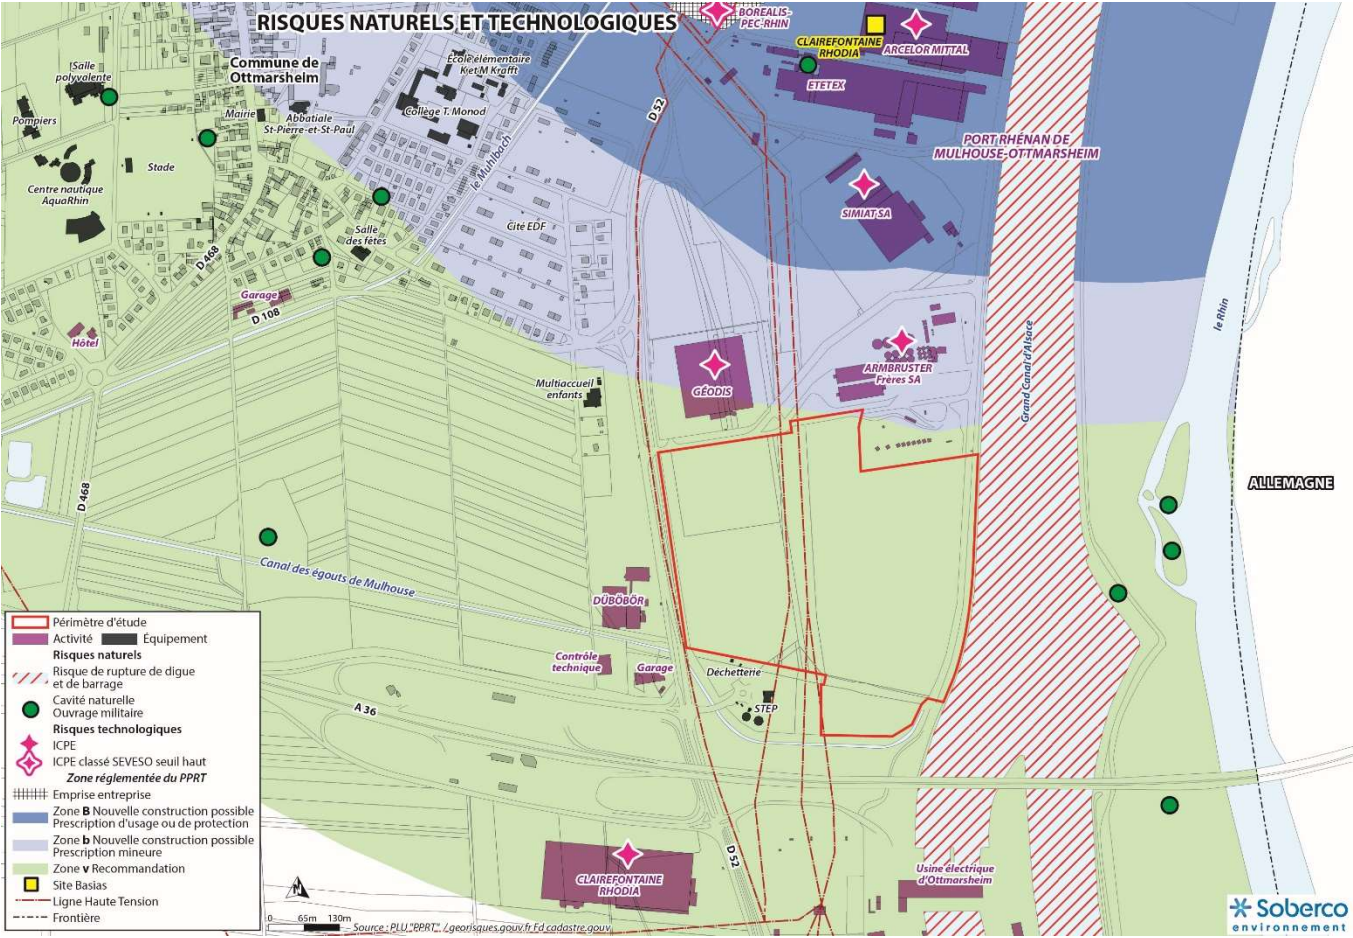 RISQUES NATURELS ET TECHNOLOGIQUES
BOREALIS-
PEC-RHIN
CLAIREFONTAINE
RHODIA
ARCELOR MITTAL
ETETEX
Salle
polyvalente
Commune de
Ottmarsheim
École élémentaire
K et M Krafft
Collège T. Monod
Pompiers
Mairie
Abbatiale
St-Pierre-et-St-Paul
D 52
le Muhlbach
PORT RHÉNAN DE
MULHOUSE-OTTMARSHEIM
Stade
Centre nautique
AquaRhin
SIMIAT SA
Cité EDF
Salle
des fêtes
D 468
Garage
D 108
Hôtel
le Rhin
Grand Canal d'Alsace
GÉODIS
ARMBRUSTER
Frères SA
Multiaccueil
enfants
D 468
ALLEMAGNE
Canal des égouts de Mulhouse
DÜBÖBÖR
Contrôle
technique
Garage
Déchetterie
STEP
A 36
D 52
CLAIREFONTAINE
RHODIA
Usine électrique
d'Ottmarsheim
Périmètre d'étude
Activité Équipement
Risques naturels
Risque de rupture de digue
et de barrage
Cavité naturelle
Ouvrage militaire
Risques technologiques
ICPE
ICPE classé SEVESO seuil haut
Zone réglementée du PPRT
Emprise entreprise
Zone B Nouvelle construction possible
Prescription d'usage ou de protection
Zone b Nouvelle construction possible
Prescription mineure
Zone v Recommandation
Site Basias
Ligne Haute Tension
Frontière
N
0 65m 130m
Source : PLU "PPRT" / georisques.gouv.fr Fd cadastre.gouv
Soberco
environnement